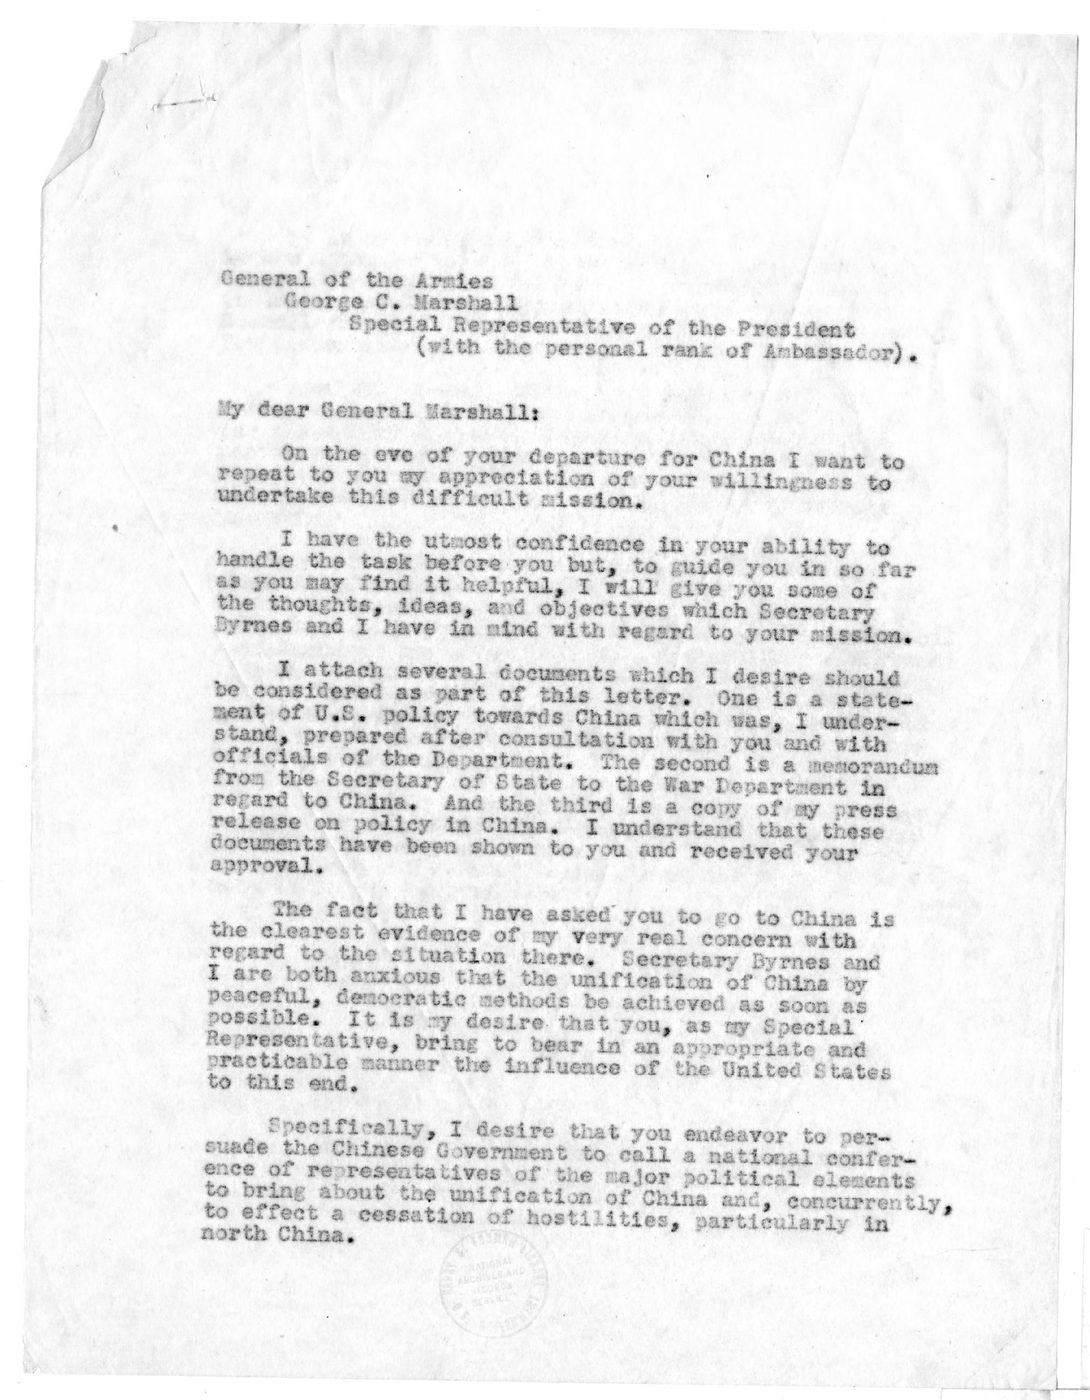 General of the Armies
George C. Marshall
Special Representative of the President
(with the personal rank of Ambassador).
My dear General Marshall:
On the eve of your departure for China I want to
repeat to you my appreciation of your willingness to
undertake this difficult mission.
I have the utmost confidence in your ability to
handle the task before you but, to guide you in so far
as you may find it helpful, I will give you some of
the thoughts, ideas, and objectives which Secretary
Byrnes and I have in mind with regard to your mission.
I attach several documents which I desire should
be considered as part of this letter. One is a state-
ment of U.S. policy towards China which was, I under-
stand, prepared after consultation with you and with
officials of the Department. The second is a memorandum
from the Secretary of State to the War Department in
regard to China. And the third is a copy of my press
release on policy in China. I understand that these
documents have been shown to you and received your
approval.
The fact that I have asked you to go to China is
the clearest evidence of my very real concern with
regard to the situation there. Secretary Byrnes and
I are both anxious that the unification of China by
peaceful, democratic methods be achieved as soon as
possible. It is my desire that you, as my Special
Representative, bring to bear in an appropriate and
practicable manner the influence of the United States
to this end.
Specifically, I desire that you endeavor to per-
suade the Chinese Government to call a national confer-
ence of representatives of the major political elements
to bring about the unification of China and, concurrently,
to effect a cessation of hostilities, particularly in
north China.
NATIONAL
ARCHIVES AND
RECORDS
SERVICE